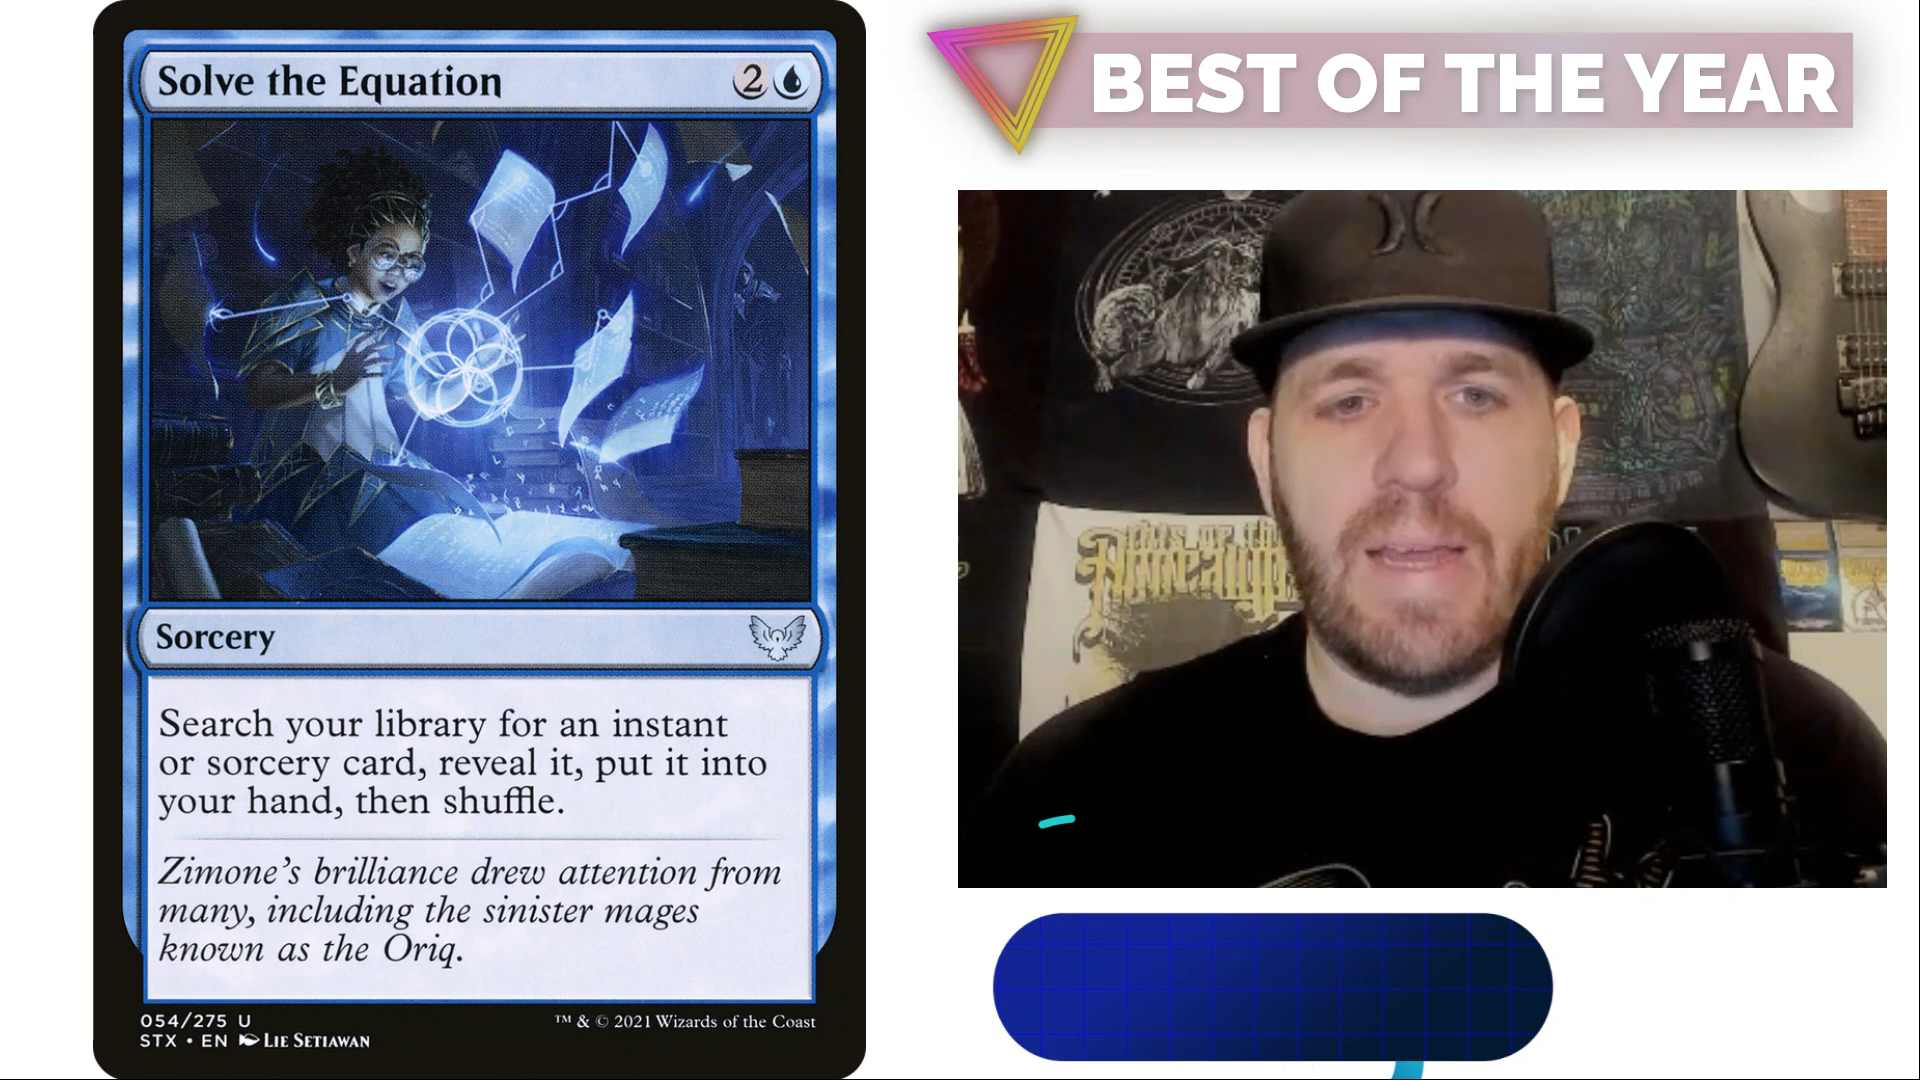 Solve the Equation
2
BEST OF THE YEAR
Sorcery
Search your library for an instant
or sorcery card, reveal it, put it into
your hand, then shuffle.
Zimone's brilliance drew attention from
many, including the sinister mages
known as the Oriq.
054/275 U
STX • EN LIE SETIAWAN
™ & © 2021 Wizards of the Coast